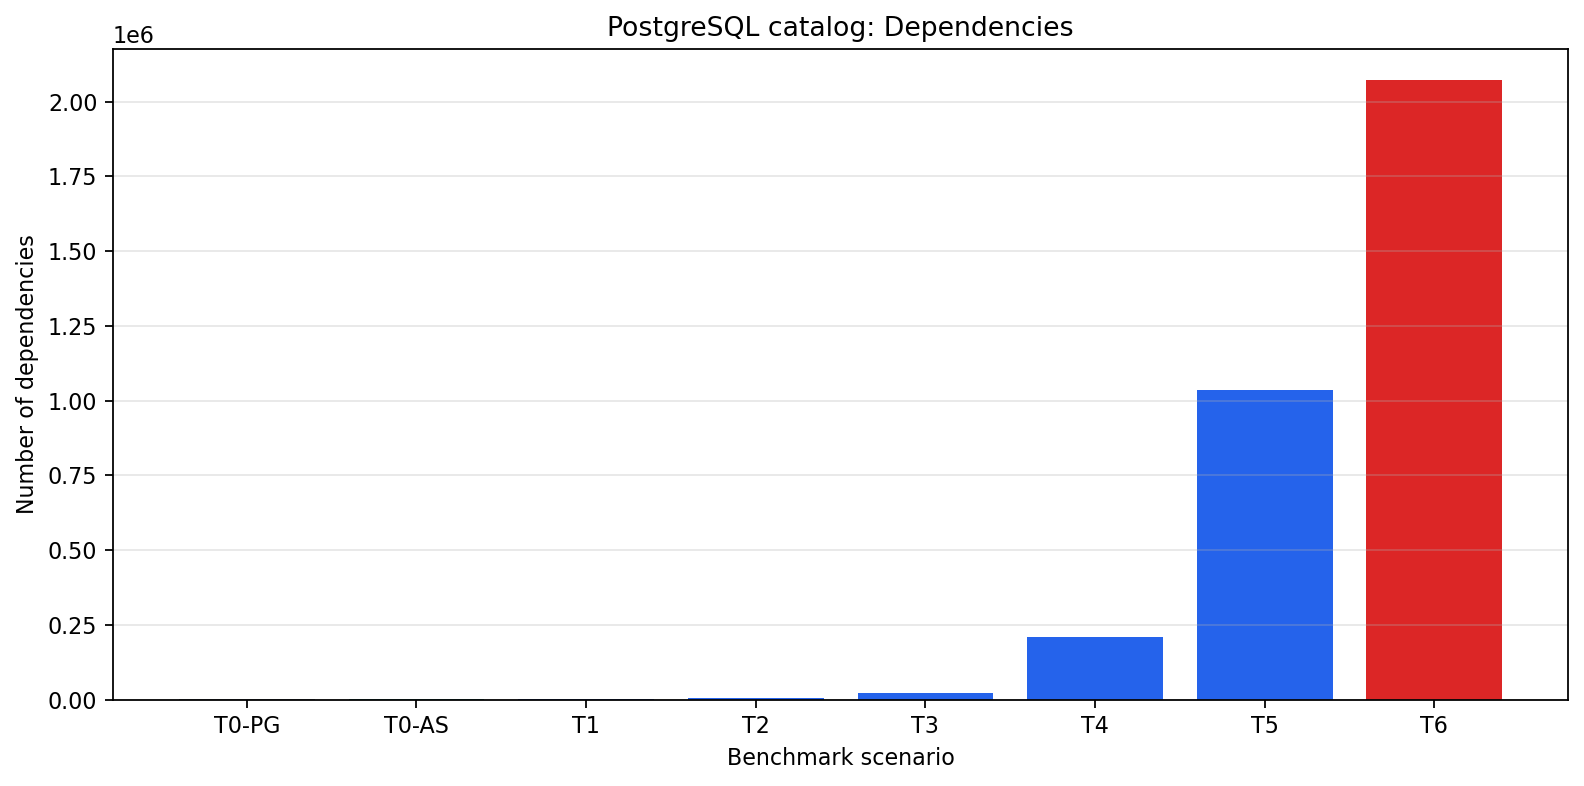 PostgreSQL catalog: Dependencies
1e6
2.00
1.75
1.50
1.25
1.00
0.75
0.50
0.25
0.00
Number of dependencies
T0-PG T0-AS T1 T2 T3 T4 T5 T6
Benchmark scenario